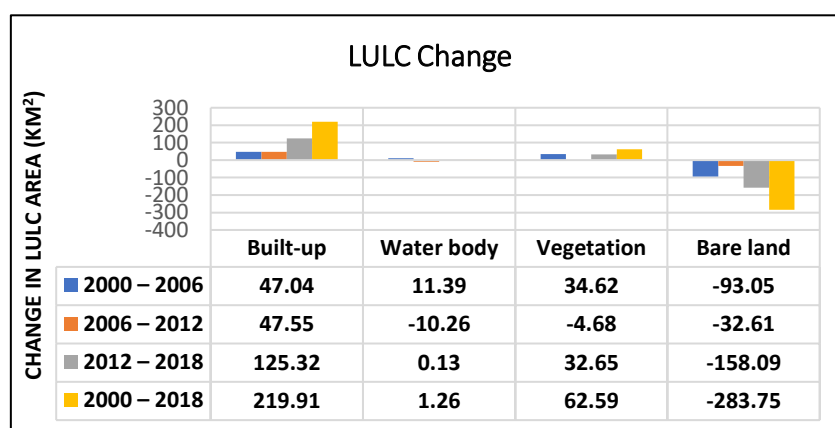 LULC Change
CHANGE IN LULC AREA (KM²)
300
200
100
0
-100
-200
-300
-400
Built-up Water body Vegetation Bare land
2000 – 2006 47.04 11.39 34.62 -93.05
2006 – 2012 47.55 -10.26 -4.68 -32.61
2012 – 2018 125.32 0.13 32.65 -158.09
2000 – 2018 219.91 1.26 62.59 -283.75